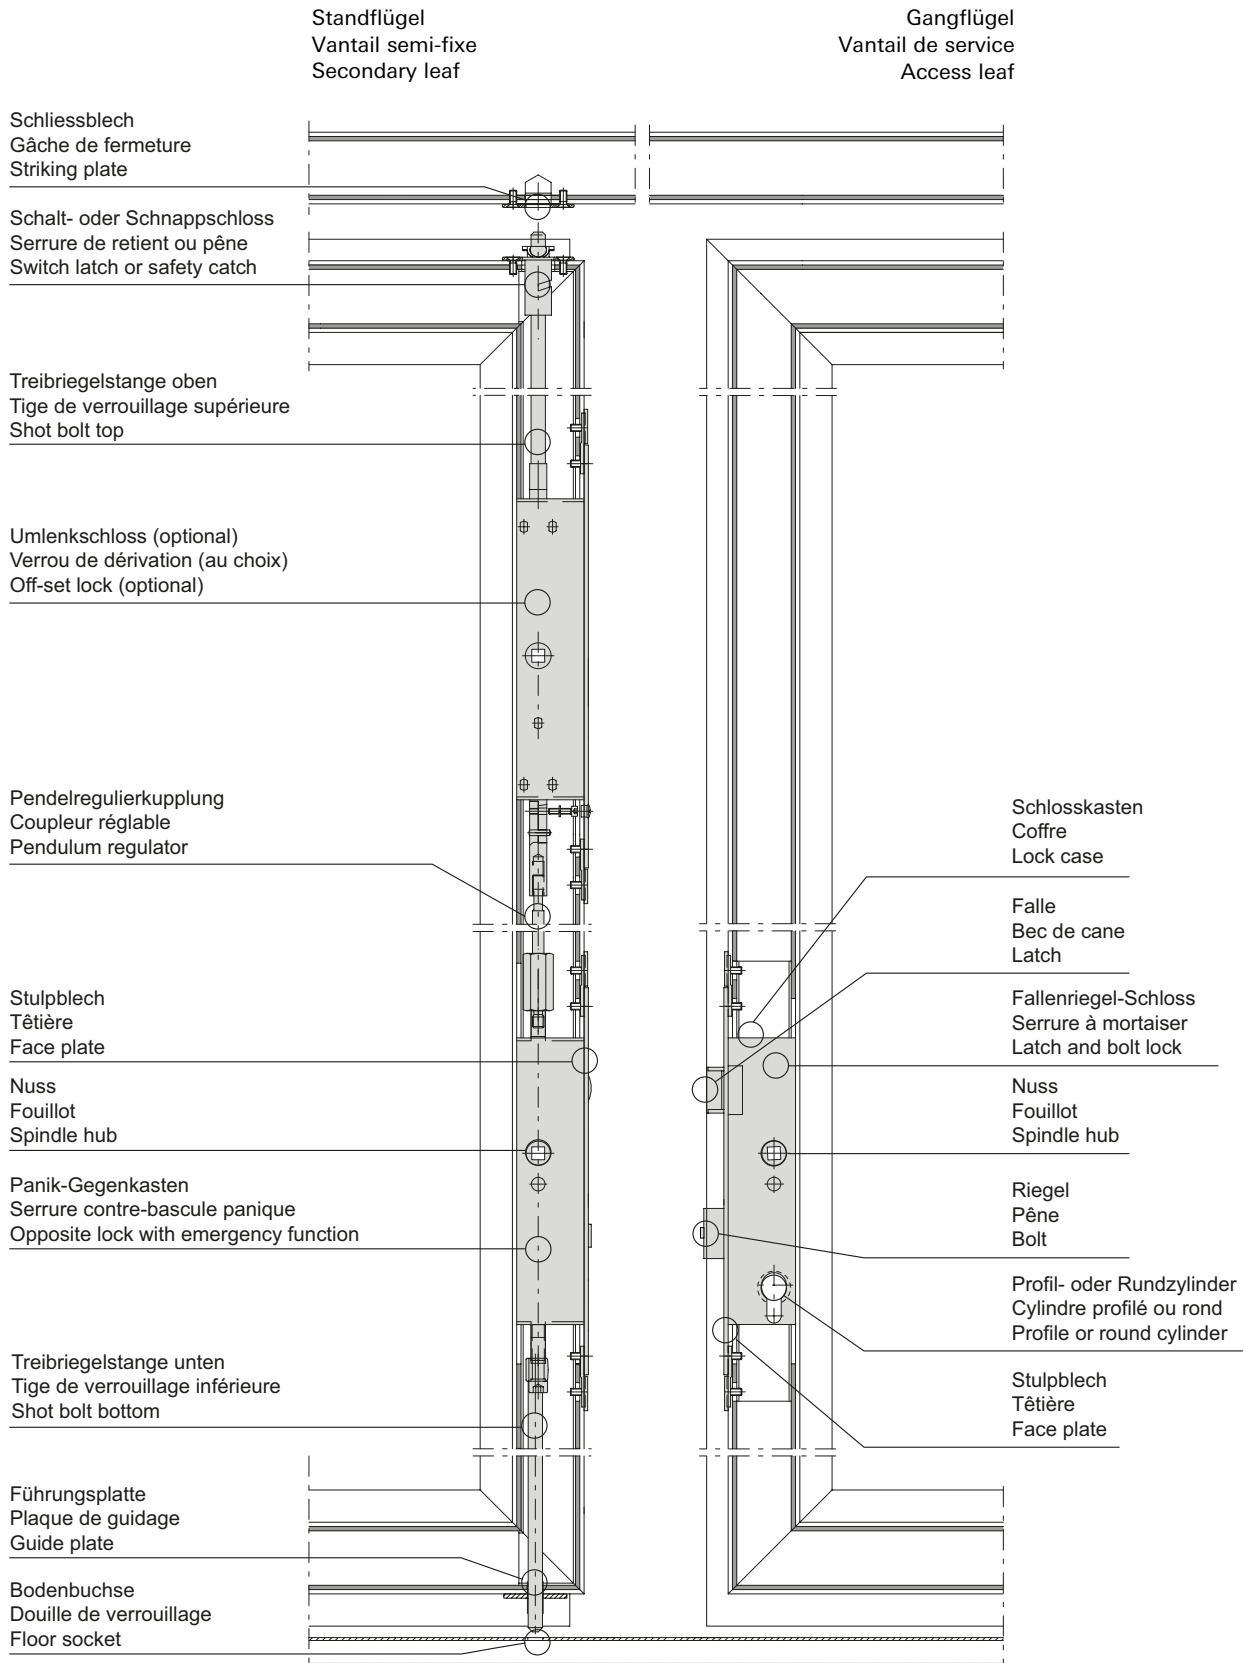 Standflügel
Vantail semi-fixe
Secondary leaf
Gangflügel
Vantail de service
Access leaf
Schliessblech
Gâche de fermeture
Striking plate
Schalt- oder Schnappschloss
Serrure de retient ou pêne
Switch latch or safety catch
Treibriegelstange oben
Tige de verrouillage supérieure
Shot bolt top
Umlenkschloss (optional)
Verrou de dérivation (au choix)
Off-set lock (optional)
Pendelregulierkupplung
Coupleur réglable
Pendulum regulator
Stulpblech
Têtière
Face plate
Nuss
Fouillot
Spindle hub
Panik-Gegenkasten
Serrure contre-bascule panique
Opposite lock with emergency function
Treibriegelstange unten
Tige de verrouillage inférieure
Shot bolt bottom
Führungsplatte
Plaque de guidage
Guide plate
Bodenbuchse
Douille de verrouillage
Floor socket
Schlosskasten
Coffre
Lock case
Falle
Bec de cane
Latch
Fallenriegel-Schloss
Serrure à mortaiser
Latch and bolt lock
Nuss
Fouillot
Spindle hub
Riegel
Pêne
Bolt
Profil- oder Rundzylinder
Cylindre profilé ou rond
Profile or round cylinder
Stulpblech
Têtière
Face plate